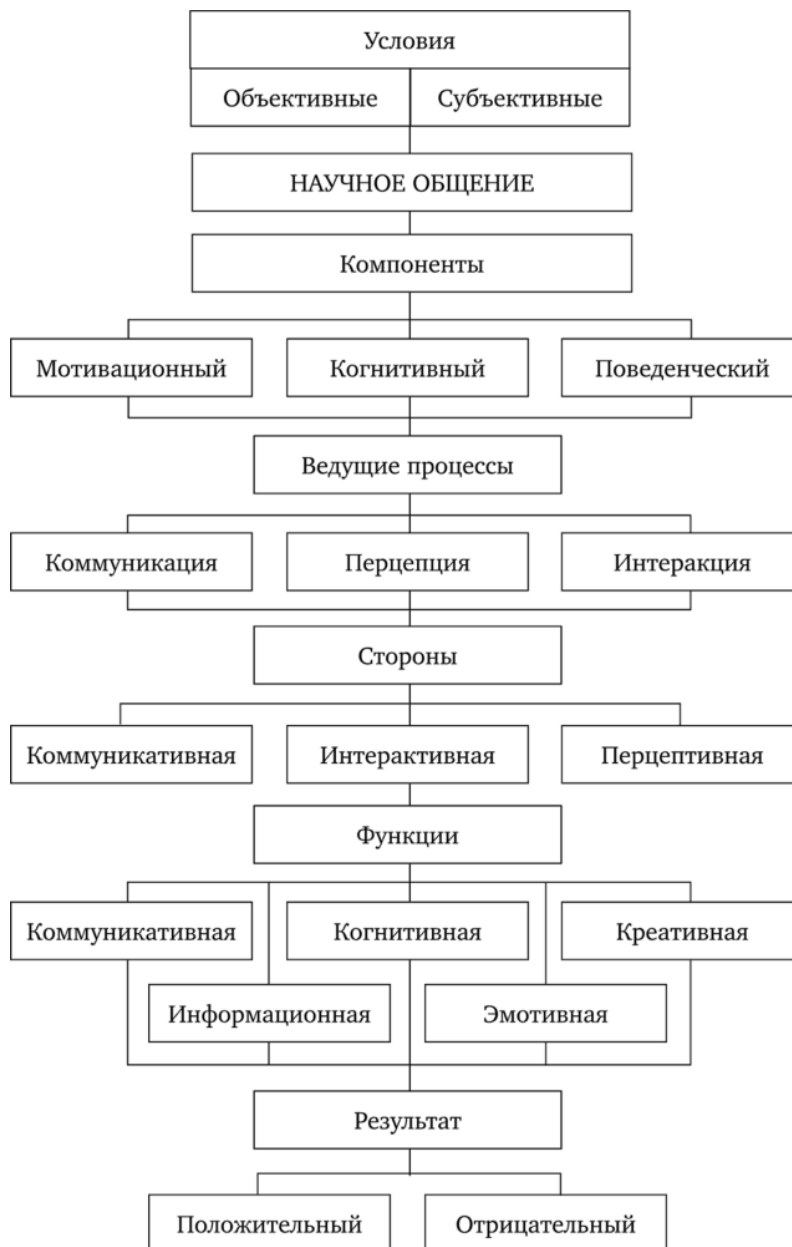 Условия
Объективные Субъективные
НАУЧНОЕ ОБЩЕНИЕ
Компоненты
Мотивационный Когнитивный Поведенческий
Ведущие процессы
Коммуникация Перцепция Интеракция
Стороны
Коммуникативная Интерактивная Перцептивная
Функции
Коммуникативная Когнитивная Креативная
Информационная Эмотивная
Результат
Положительный Отрицательный